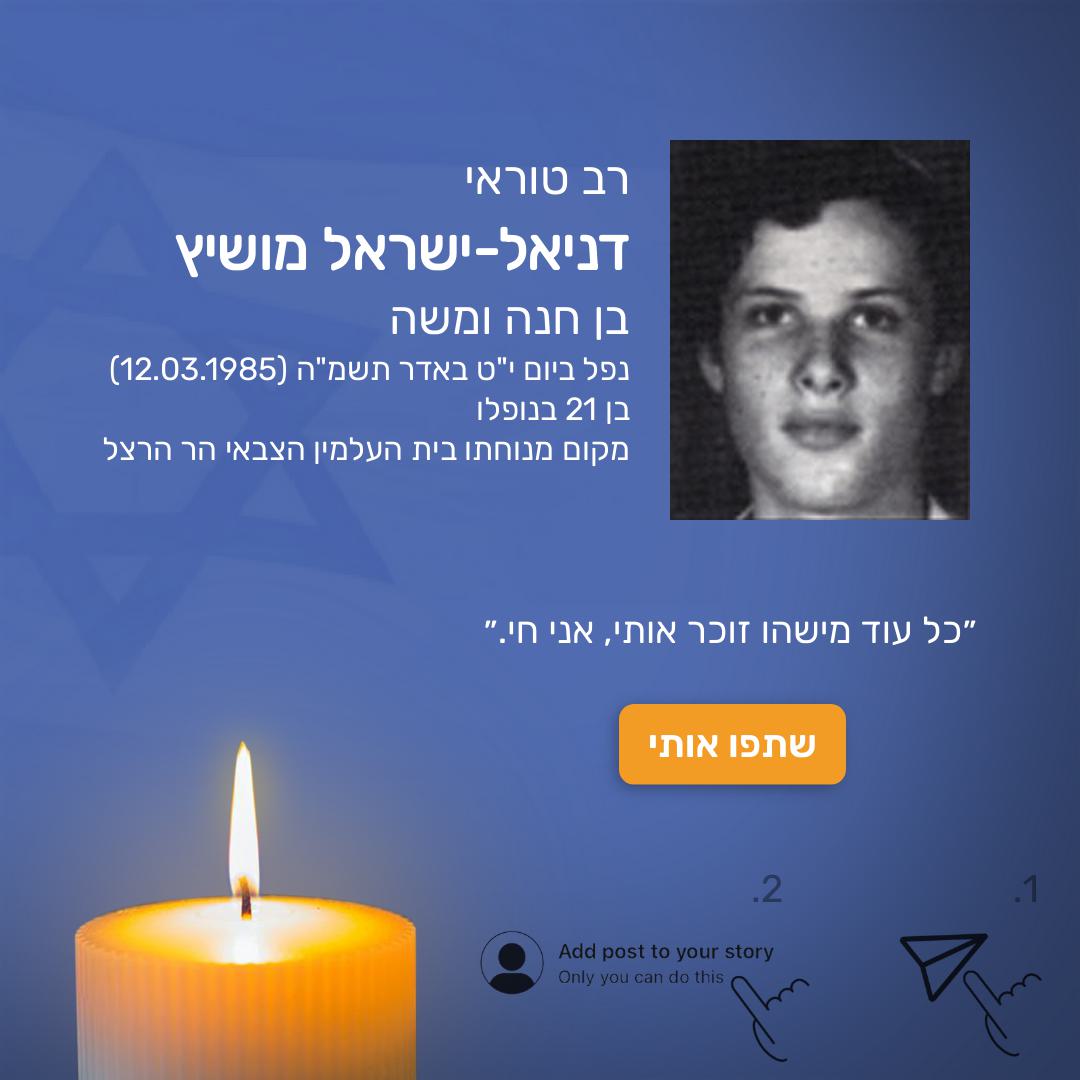 רב טוראי
דניאל-ישראל מושיץ
בן חנה ומשה
נפל ביום י"ט באדר תשמ"ה (12.03.1985)
בן 21 בנופלו
מקום מנוחתו בית העלמין הצבאי הר הרצל
״כל עוד מישהו זוכר אותי, אני חי.״
שתפו אותי
1.
2.
Add post to your story
Only you can do this